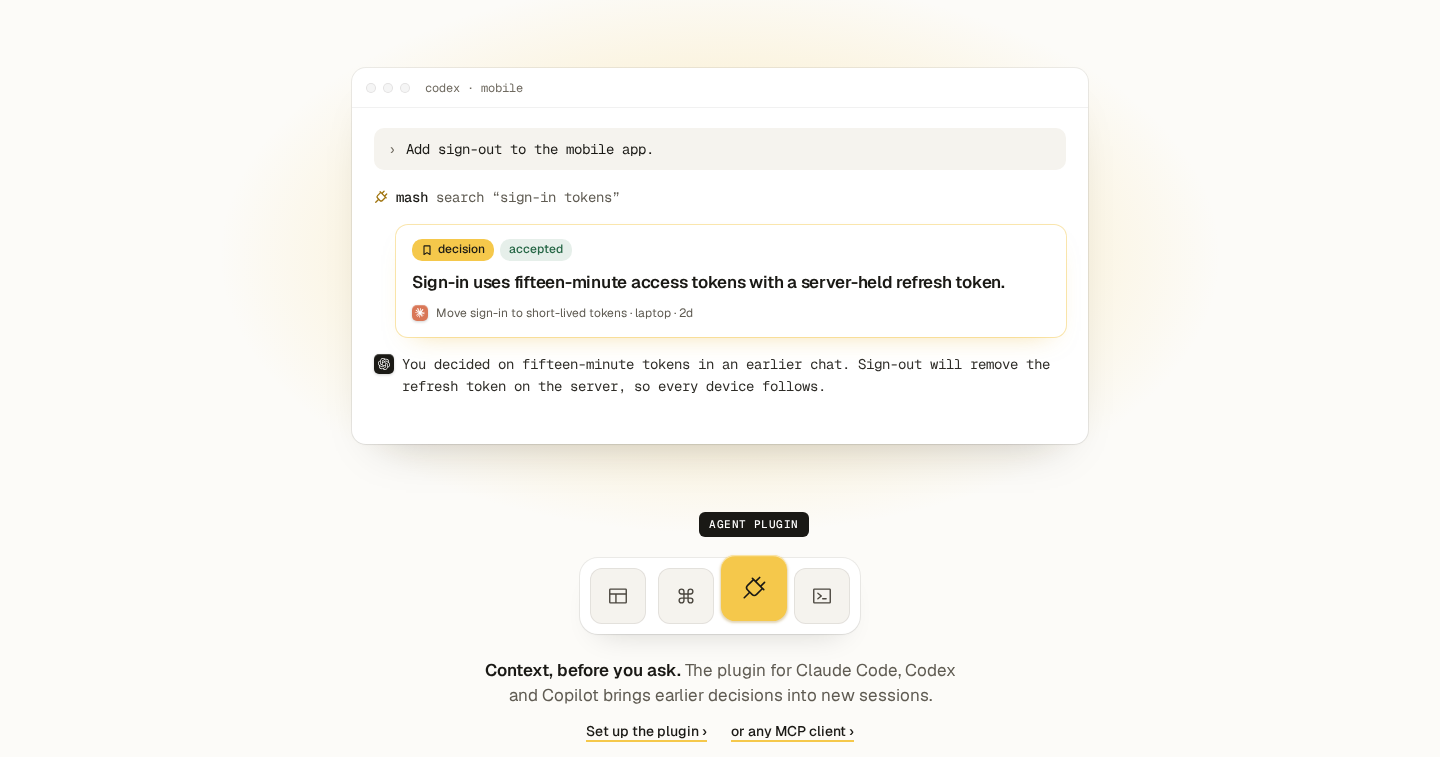 codex · mobile
› Add sign-out to the mobile app.
mash search “sign-in tokens”
decision accepted
Sign-in uses fifteen-minute access tokens with a server-held refresh token.
Move sign-in to short-lived tokens · laptop · 2d
You decided on fifteen-minute tokens in an earlier chat. Sign-out will remove the
refresh token on the server, so every device follows.
AGENT PLUGIN
Context, before you ask. The plugin for Claude Code, Codex
and Copilot brings earlier decisions into new sessions.
Set up the plugin › or any MCP client ›